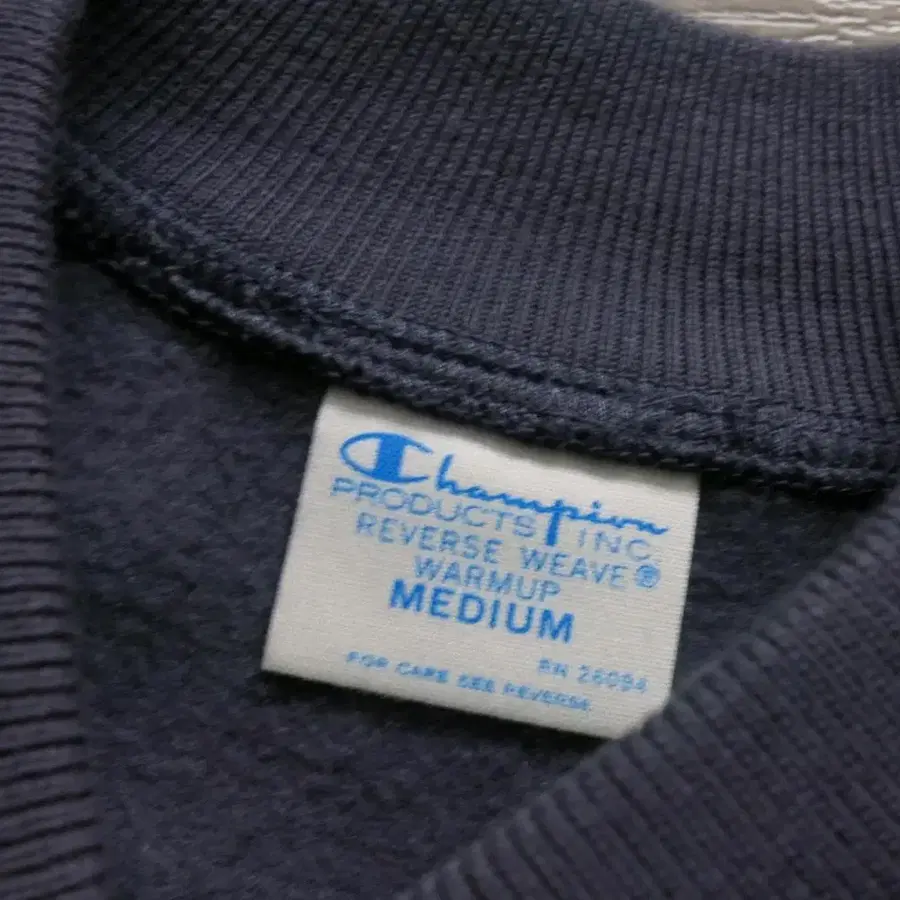 Champion
PRODUCTS INC.
REVERSE WEAVE®
WARMUP
MEDIUM
RN 26094
FOR CARE SEE REVERSE